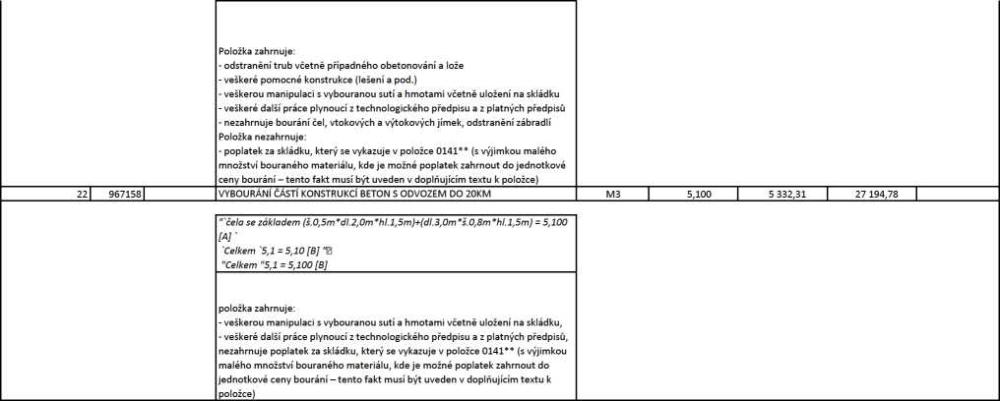 Položka zahrnuje:
- odstranění trub včetně případného obetonování a lože
- veškeré pomocné konstrukce (lešení a pod.)
- veškerou manipulaci s vybouranou sutí a hmotami včetně uložení na skládku
- veškeré další práce plynoucí z technologického předpisu a z platných předpisů
- nezahrnuje bourání čel, vtokových a výtokových jímek, odstranění zábradlí
Položka nezahrnuje:
- poplatek za skládku, který se vykazuje v položce 0141** (s výjimkou malého
množství bouraného materiálu, kde je možné poplatek zahrnout do jednotkové
ceny bourání – tento fakt musí být uveden v doplňujícím textu k položce)
22 967158 VYBOURÁNÍ ČÁSTÍ KONSTRUKCÍ BETON S ODVOZEM DO 20KM M3 5,100 5 332,31 27 194,78
"`čela se základem (š.0,5m*dl.2,0m*hl.1,5m)+(dl.3,0m*š.0,8m*hl.1,5m) = 5,100
[A] `
`Celkem `5,1 = 5,10 [B] "
"Celkem "5,1 = 5,100 [B]
položka zahrnuje:
- veškerou manipulaci s vybouranou sutí a hmotami včetně uložení na skládku,
- veškeré další práce plynoucí z technologického předpisu a z platných předpisů,
nezahrnuje poplatek za skládku, který se vykazuje v položce 0141** (s výjimkou
malého množství bouraného materiálu, kde je možné poplatek zahrnout do
jednotkové ceny bourání – tento fakt musí být uveden v doplňujícím textu k
položce)